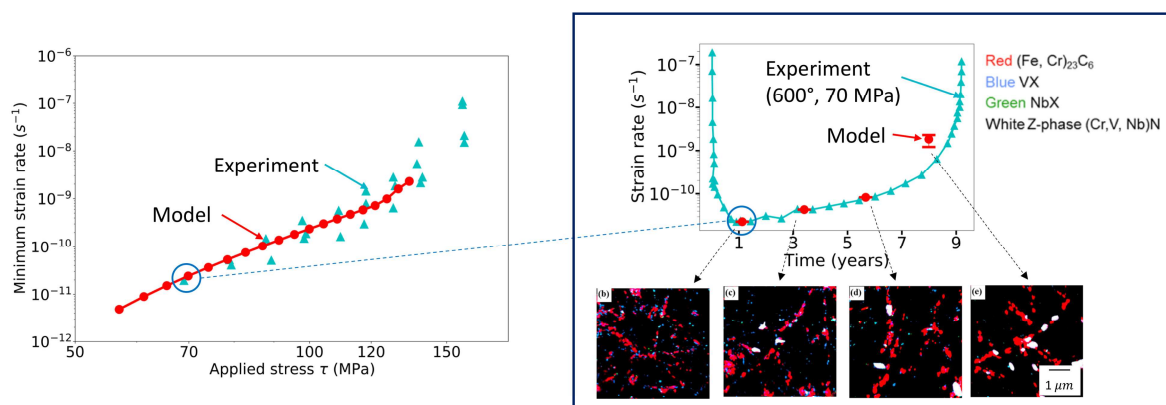 10⁻⁶
10⁻⁷
10⁻⁸
10⁻⁹
10⁻¹⁰
10⁻¹¹
10⁻¹²
Minimum strain rate (s⁻¹)
Experiment
Model
50
70
100
120
150
Applied stress τ (MPa)
10⁻⁷
10⁻⁸
10⁻⁹
10⁻¹⁰
Strain rate (s⁻¹)
Experiment
(600°, 70 MPa)
Model
1
3
5
7
9
Time (years)
Red (Fe, Cr)₂₃C₆
Blue VX
Green NbX
White Z-phase (Cr,V, Nb)N
(b)
(c)
(d)
(e)
1 μm